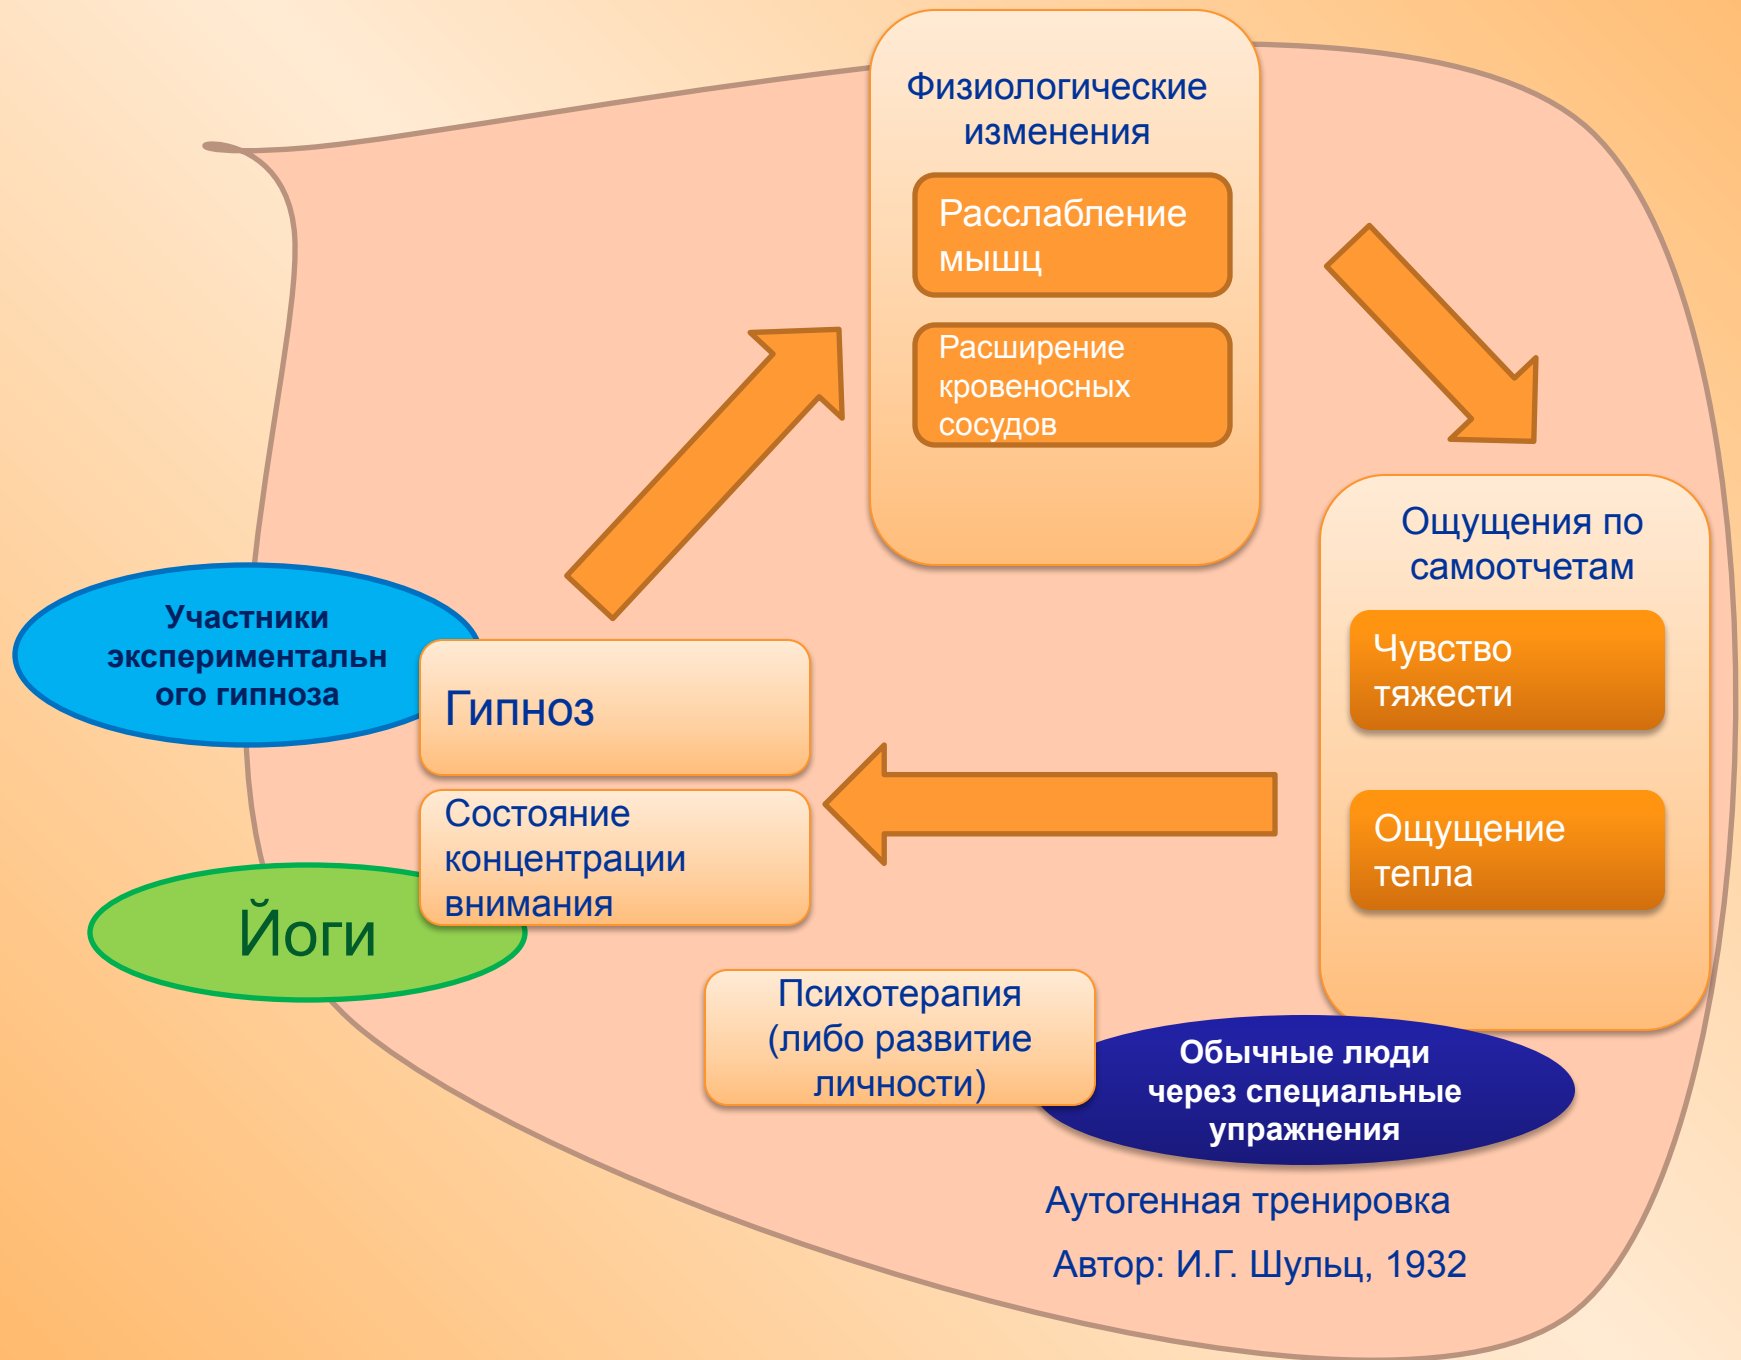 Физиологические
изменения
Расслабление
мышц
Расширение
кровеносных
сосудов
Ощущения по
самоотчетам
Чувство
тяжести
Ощущение
тепла
Участники
экспериментальн
ого гипноза
Гипноз
Состояние
концентрации
внимания
Йоги
Психотерапия
(либо развитие
личности)
Обычные люди
через специальные
упражнения
Аутогенная тренировка
Автор: И.Г. Шульц, 1932